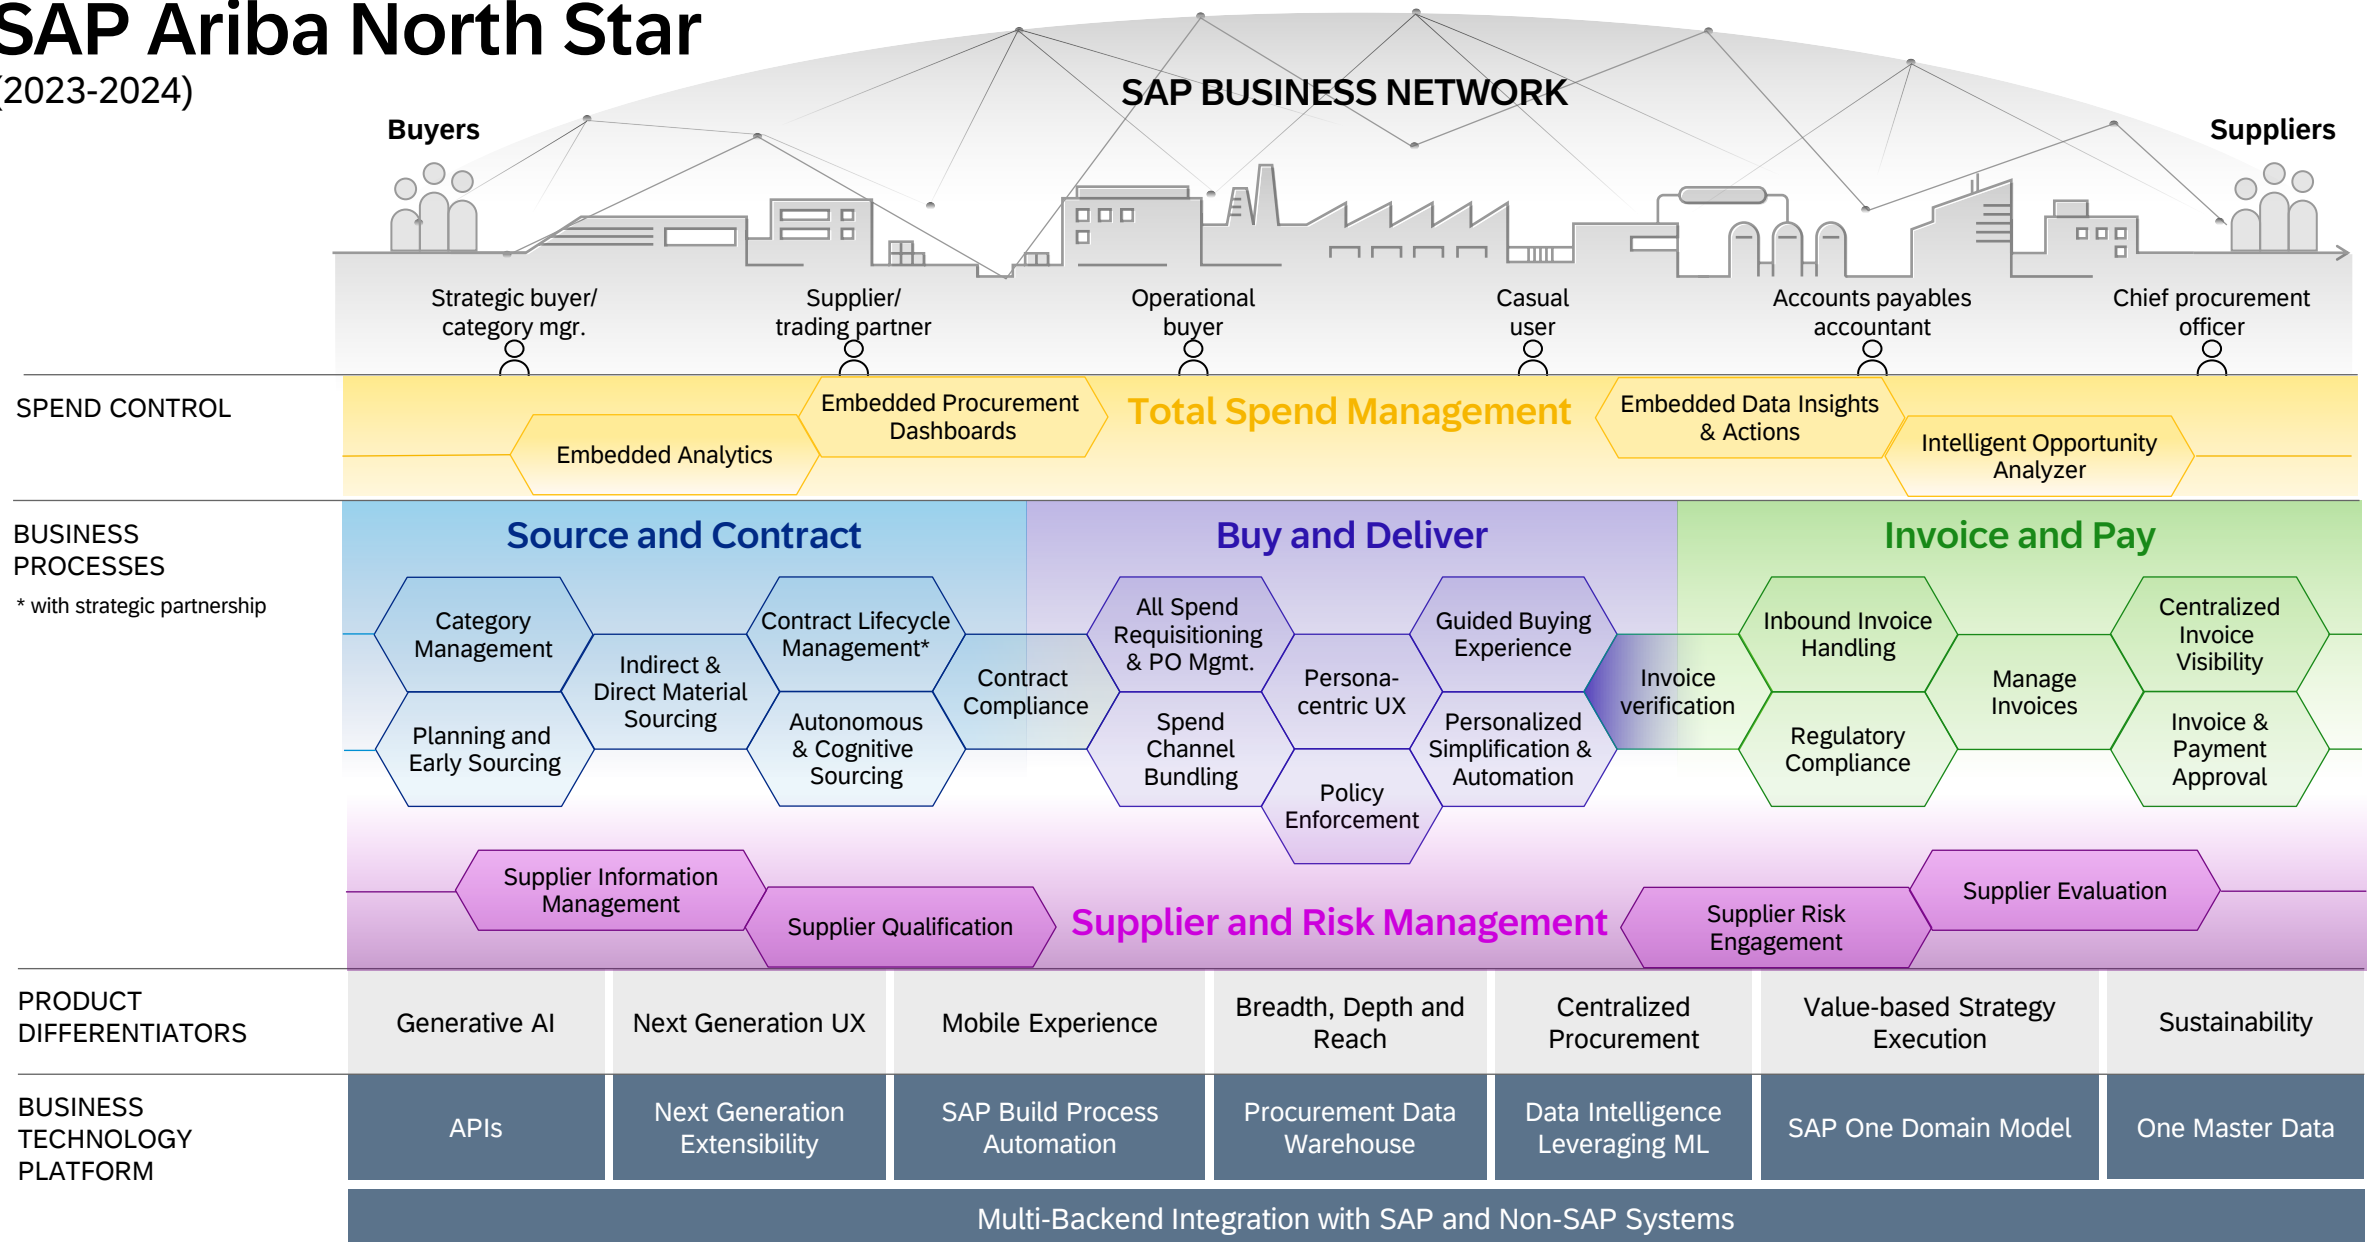 SAP Ariba North Star
(2023-2024)
SAP BUSINESS NETWORK
Buyers
Suppliers
Strategic buyer/
category mgr.
Supplier/
trading partner
Operational
buyer
Casual
user
Accounts payables
accountant
Chief procurement
officer
SPEND CONTROL
Total Spend Management
Embedded Analytics
Embedded Procurement
Dashboards
Embedded Data Insights
& Actions
Intelligent Opportunity
Analyzer
BUSINESS
PROCESSES
* with strategic partnership
Source and Contract
Category
Management
Planning and
Early Sourcing
Indirect &
Direct Material
Sourcing
Contract Lifecycle
Management*
Autonomous
& Cognitive
Sourcing
Contract
Compliance
Buy and Deliver
All Spend
Requisitioning
& PO Mgmt.
Spend
Channel
Bundling
Persona-
centric UX
Policy
Enforcement
Guided Buying
Experience
Personalized
Simplification &
Automation
Invoice
verification
Invoice and Pay
Inbound Invoice
Handling
Regulatory
Compliance
Manage
Invoices
Centralized
Invoice
Visibility
Invoice &
Payment
Approval
Supplier Information
Management
Supplier Qualification
Supplier and Risk Management
Supplier Risk
Engagement
Supplier Evaluation
PRODUCT
DIFFERENTIATORS
Generative AI
Next Generation UX
Mobile Experience
Breadth, Depth and
Reach
Centralized
Procurement
Value-based Strategy
Execution
Sustainability
BUSINESS
TECHNOLOGY
PLATFORM
APIs
Next Generation
Extensibility
SAP Build Process
Automation
Procurement Data
Warehouse
Data Intelligence
Leveraging ML
SAP One Domain Model
One Master Data
Multi-Backend Integration with SAP and Non-SAP Systems